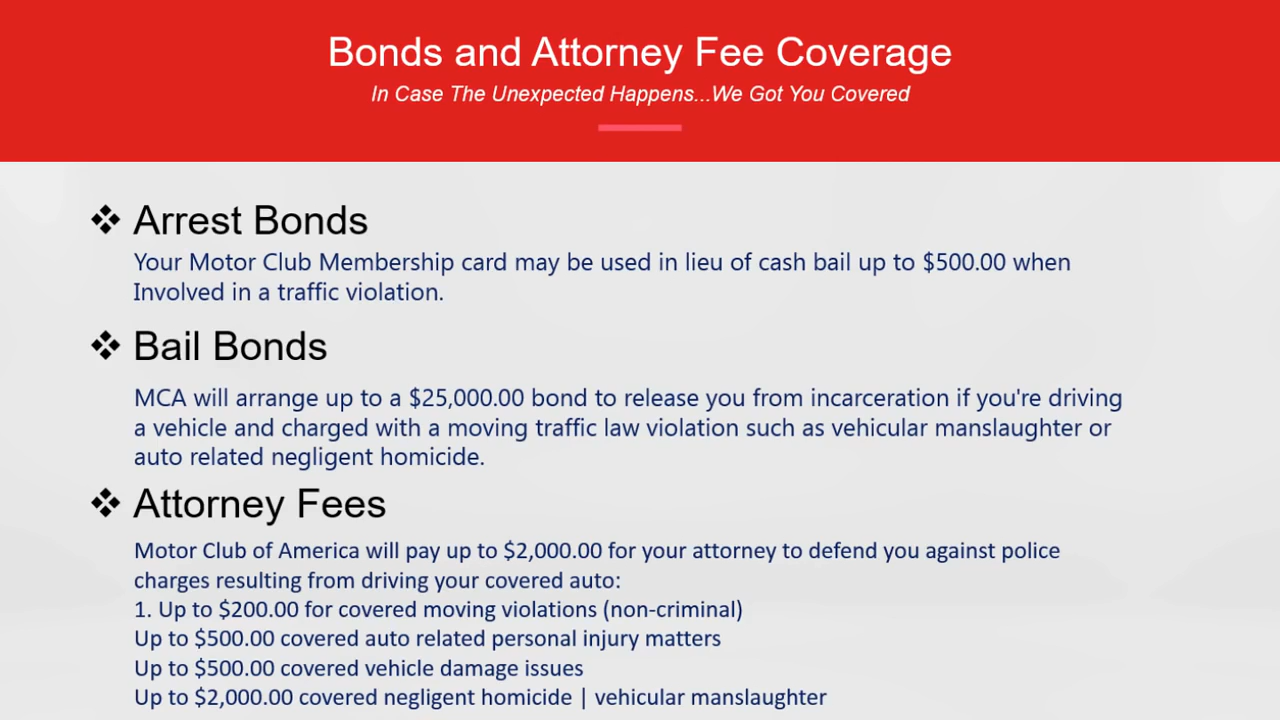 Bonds and Attorney Fee Coverage
In Case The Unexpected Happens...We Got You Covered
❖ Arrest Bonds
Your Motor Club Membership card may be used in lieu of cash bail up to $500.00 when
Involved in a traffic violation.
❖ Bail Bonds
MCA will arrange up to a $25,000.00 bond to release you from incarceration if you're driving
a vehicle and charged with a moving traffic law violation such as vehicular manslaughter or
auto related negligent homicide.
❖ Attorney Fees
Motor Club of America will pay up to $2,000.00 for your attorney to defend you against police
charges resulting from driving your covered auto:
1. Up to $200.00 for covered moving violations (non-criminal)
Up to $500.00 covered auto related personal injury matters
Up to $500.00 covered vehicle damage issues
Up to $2,000.00 covered negligent homicide | vehicular manslaughter